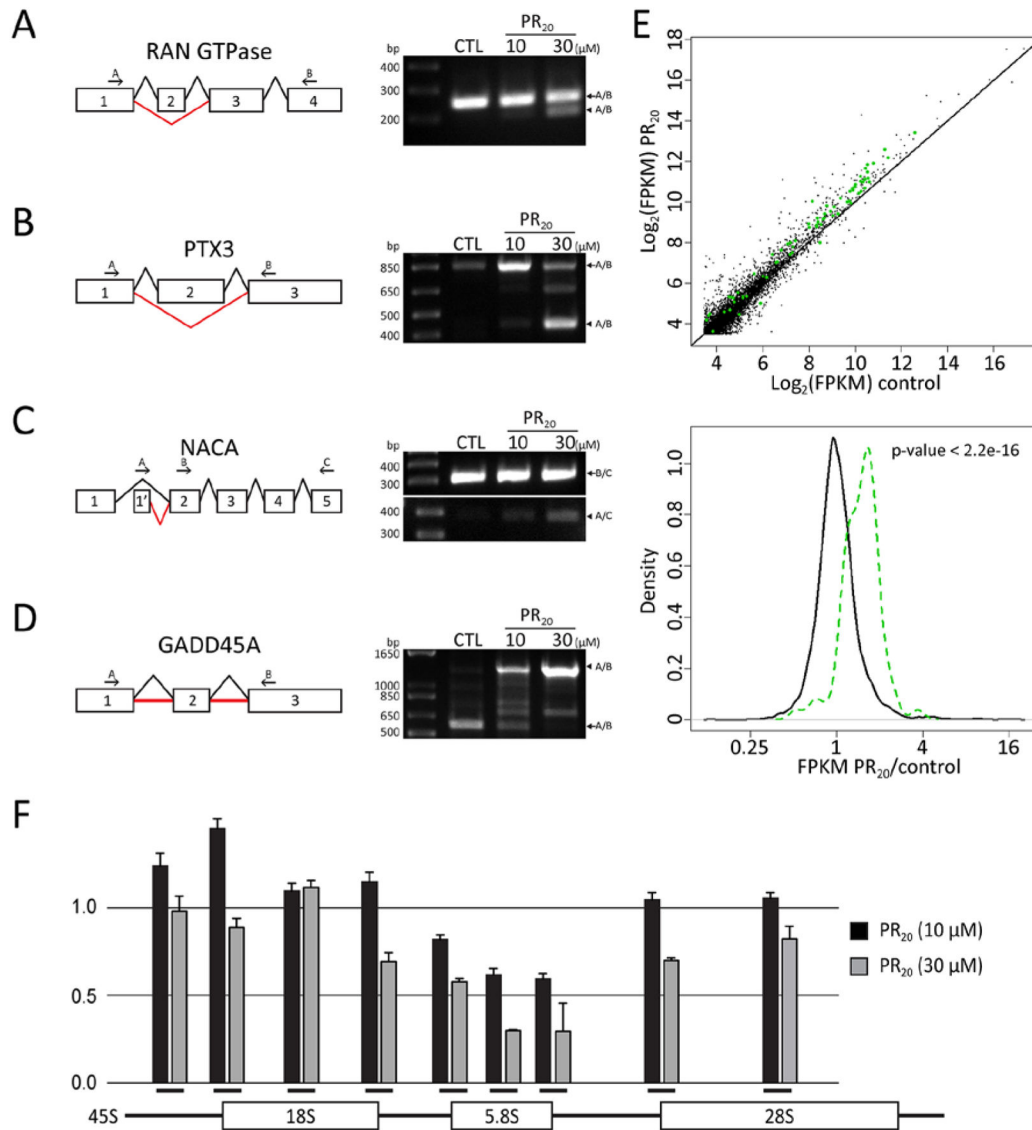 A
RAN GTPase
A
B
1
2
3
4
PR20
bp
CTL
10
30
(μM)
400
300
200
A/B
A/B
B
PTX3
A
B
1
2
3
PR20
bp
CTL
10
30
(μM)
850
650
500
400
A/B
A/B
C
NACA
A
B
C
1
1'
2
3
4
5
PR20
bp
CTL
10
30
(μM)
400
300
B/C
400
300
A/C
D
GADD45A
A
B
1
2
3
PR20
bp
CTL
10
30
(μM)
1650
1000
850
650
500
A/B
A/B
E
Log2(FPKM) PR20
18
16
14
12
10
8
6
4
4
6
8
10
12
14
16
Log2(FPKM) control
p-value < 2.2e-16
Density
1.0
0.8
0.6
0.4
0.2
0
0.25
1
4
16
FPKM PR20/control
F
1.0
0.5
0.0
PR20 (10 μM)
PR20 (30 μM)
45S
18S
5.8S
28S